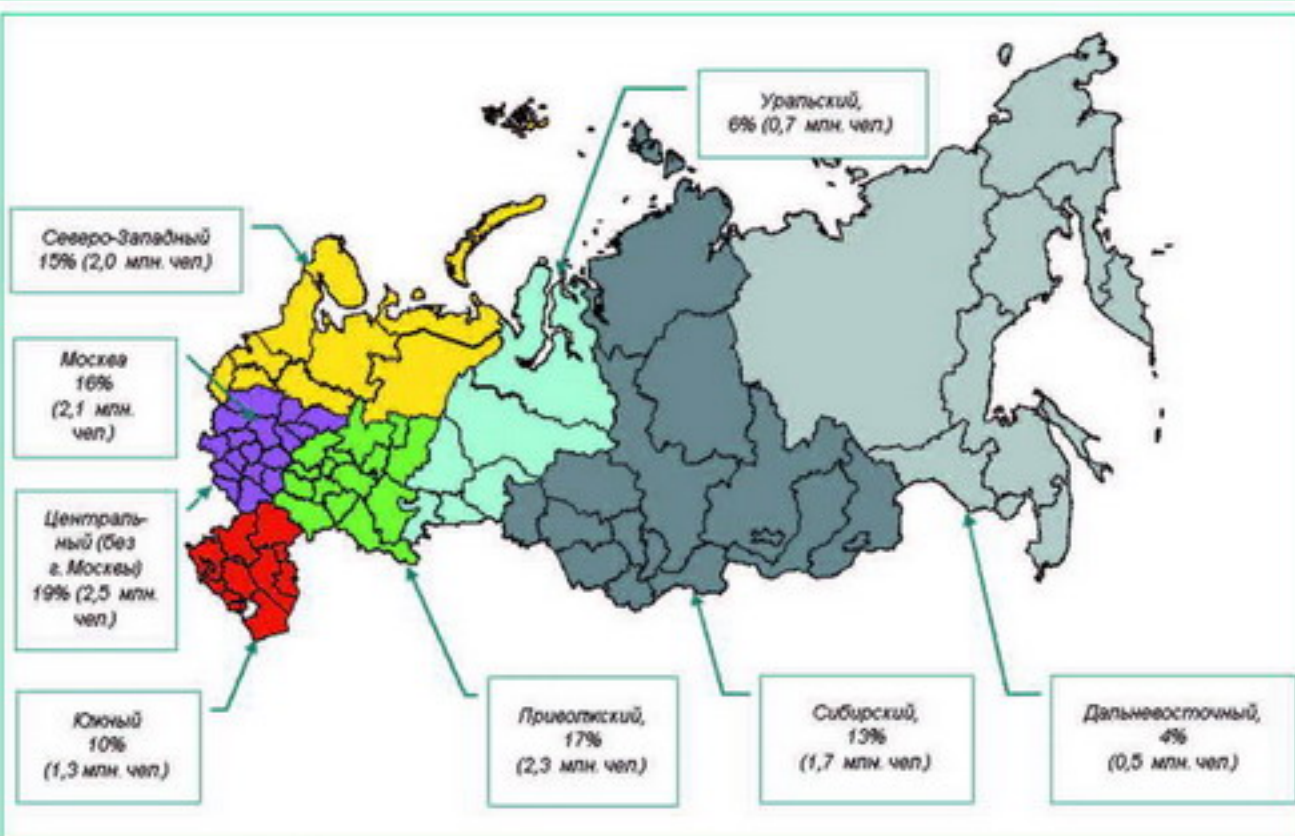 Уральский,
6% (0,7 млн. чел.)
Северо-Западный
15% (2,0 млн. чел.)
Москва
16%
(2,1 млн.
чел.)
Централь-
ный (без
г. Москвы)
19% (2,5 млн.
чел.)
Южный
10%
(1,3 млн. чел.)
Приволжский,
17%
(2,3 млн. чел.)
Сибирский,
13%
(1,7 млн. чел.)
Дальневосточный,
4%
(0,5 млн. чел.)